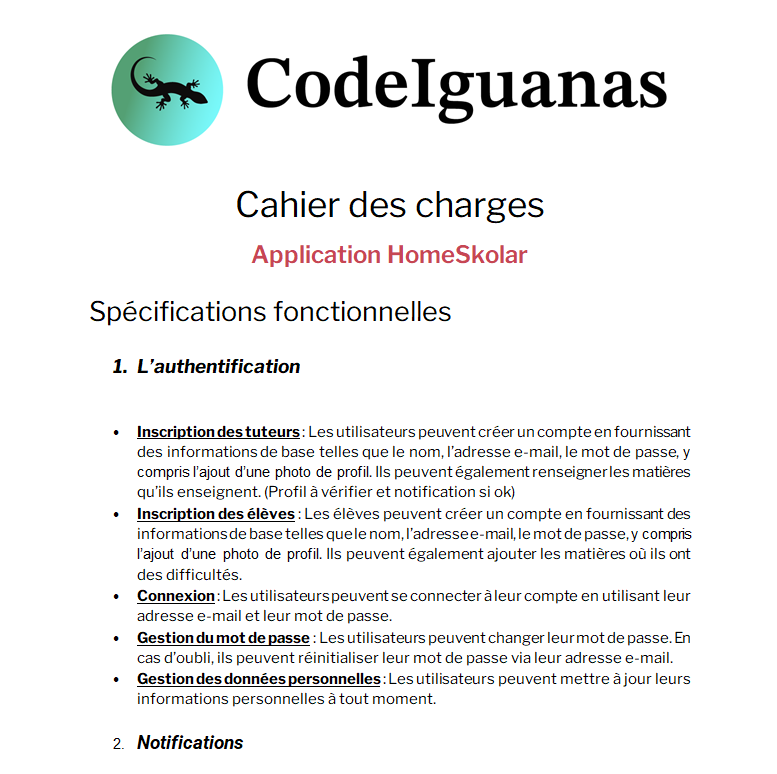 CodeIguanas
Cahier des charges
Application HomeSkolar
Spécifications fonctionnelles
1. L’authentification
• Inscription des tuteurs : Les utilisateurs peuvent créer un compte en fournissant
des informations de base telles que le nom, l’adresse e-mail, le mot de passe, y
compris l’ajout d’une photo de profil. Ils peuvent également renseigner les matières
qu’ils enseignent. (Profil à vérifier et notification si ok)
• Inscription des élèves : Les élèves peuvent créer un compte en fournissant des
informations de base telles que le nom, l’adresse e-mail, le mot de passe, y compris
l’ajout d’une photo de profil. Ils peuvent également ajouter les matières où ils ont
des difficultés.
• Connexion : Les utilisateurs peuvent se connecter à leur compte en utilisant leur
adresse e-mail et leur mot de passe.
• Gestion du mot de passe : Les utilisateurs peuvent changer leur mot de passe. En
cas d’oubli, ils peuvent réinitialiser leur mot de passe via leur adresse e-mail.
• Gestion des données personnelles : Les utilisateurs peuvent mettre à jour leurs
informations personnelles à tout moment.
2. Notifications